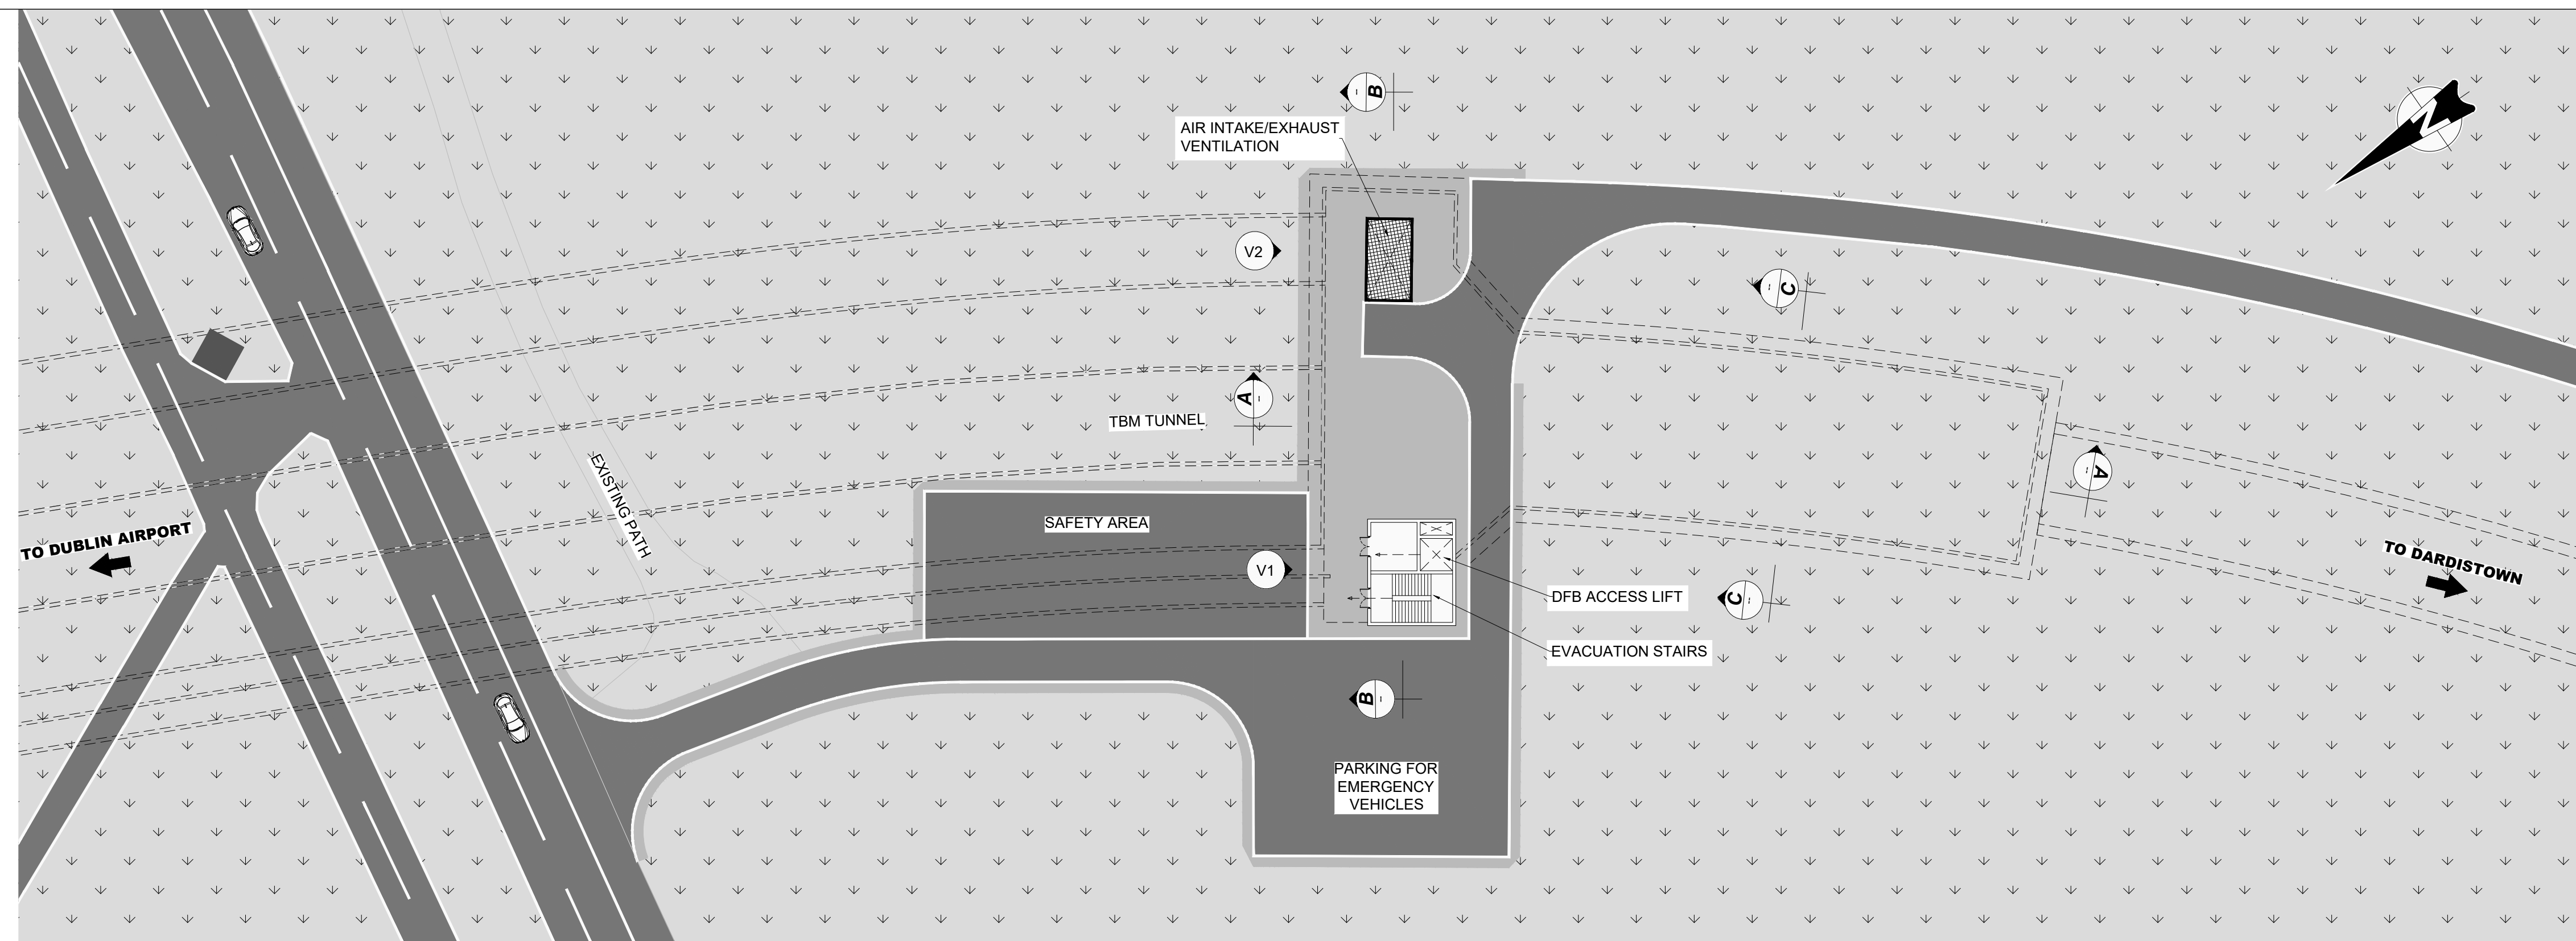 B
–
AIR INTAKE/EXHAUST
VENTILATION
N
V2
C
–
A
–
TBM TUNNEL
EXISTING PATH
A
–
SAFETY AREA
TO DUBLIN AIRPORT
V1
TO DARDISTOWN
DFB ACCESS LIFT
C
–
EVACUATION STAIRS
B
–
PARKING FOR
EMERGENCY
VEHICLES